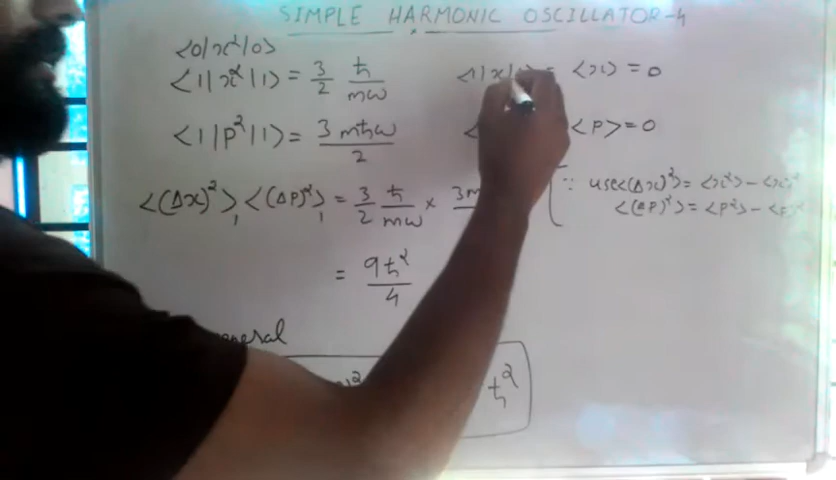 SIMPLE HARMONIC OSCILLATOR-4
<0|x²|0>
<1|x²|1> = 3/2 ħ/mω
<1|x| = <x> = 0
<1|P²|1> = 3mħω/2
< <P> = 0
<(Δx)²>₁ <(ΔP)²>₁ = 3/2 ħ/mω × 3m
∵ use <(Δx)²> = <x²> - <x>²
<(ΔP)²> = <P²> - <P>²
= 9ħ²/4
ħ²